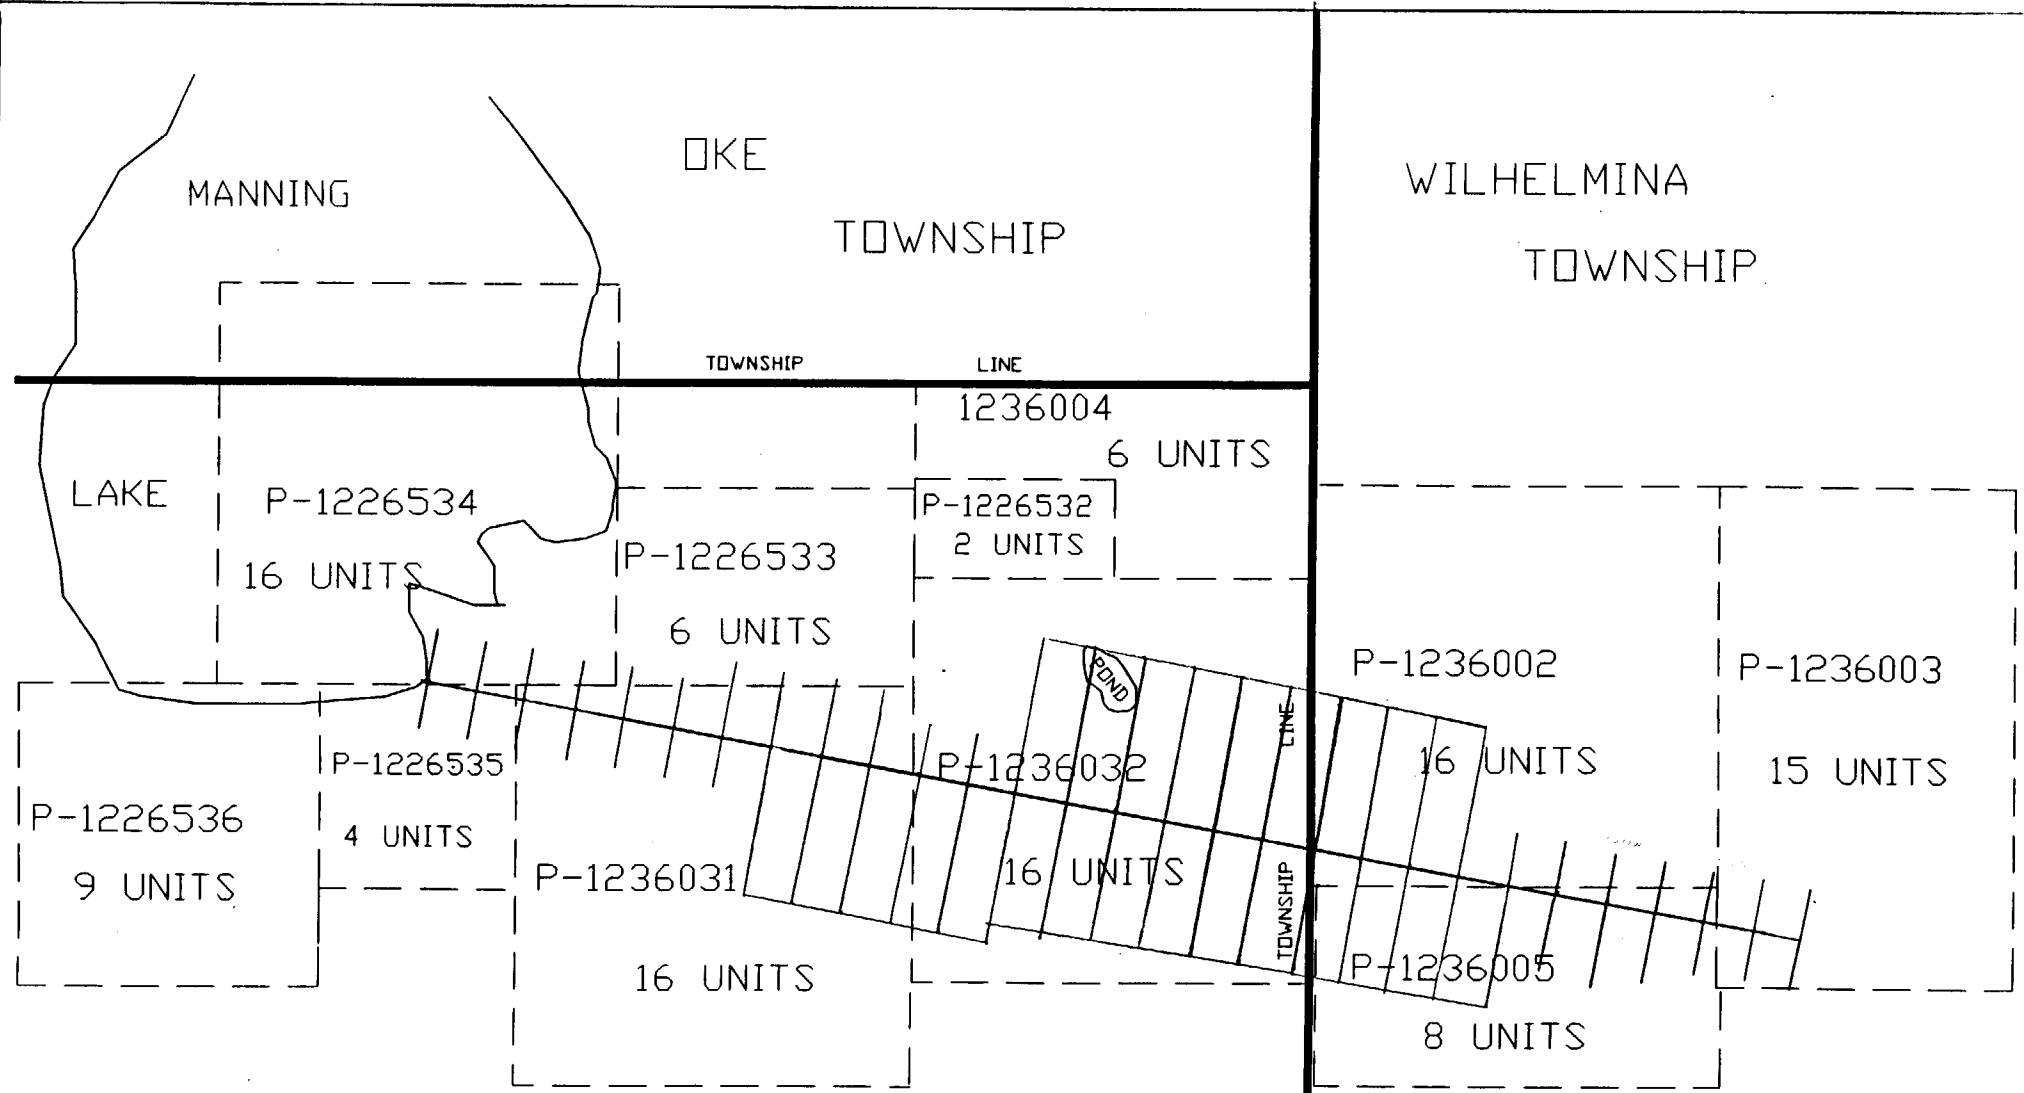 OKE
TOWNSHIP
WILHELMINA
TOWNSHIP
MANNING
LAKE
TOWNSHIP LINE
1236004
6 UNITS
P-1226534
16 UNITS
P-1226532
2 UNITS
P-1226533
6 UNITS
POND
P-1236002
16 UNITS
P-1236003
15 UNITS
LINE
TOWNSHIP
P-1226535
4 UNITS
P-1236032
16 UNITS
P-1226536
9 UNITS
P-1236031
16 UNITS
P-1236005
8 UNITS